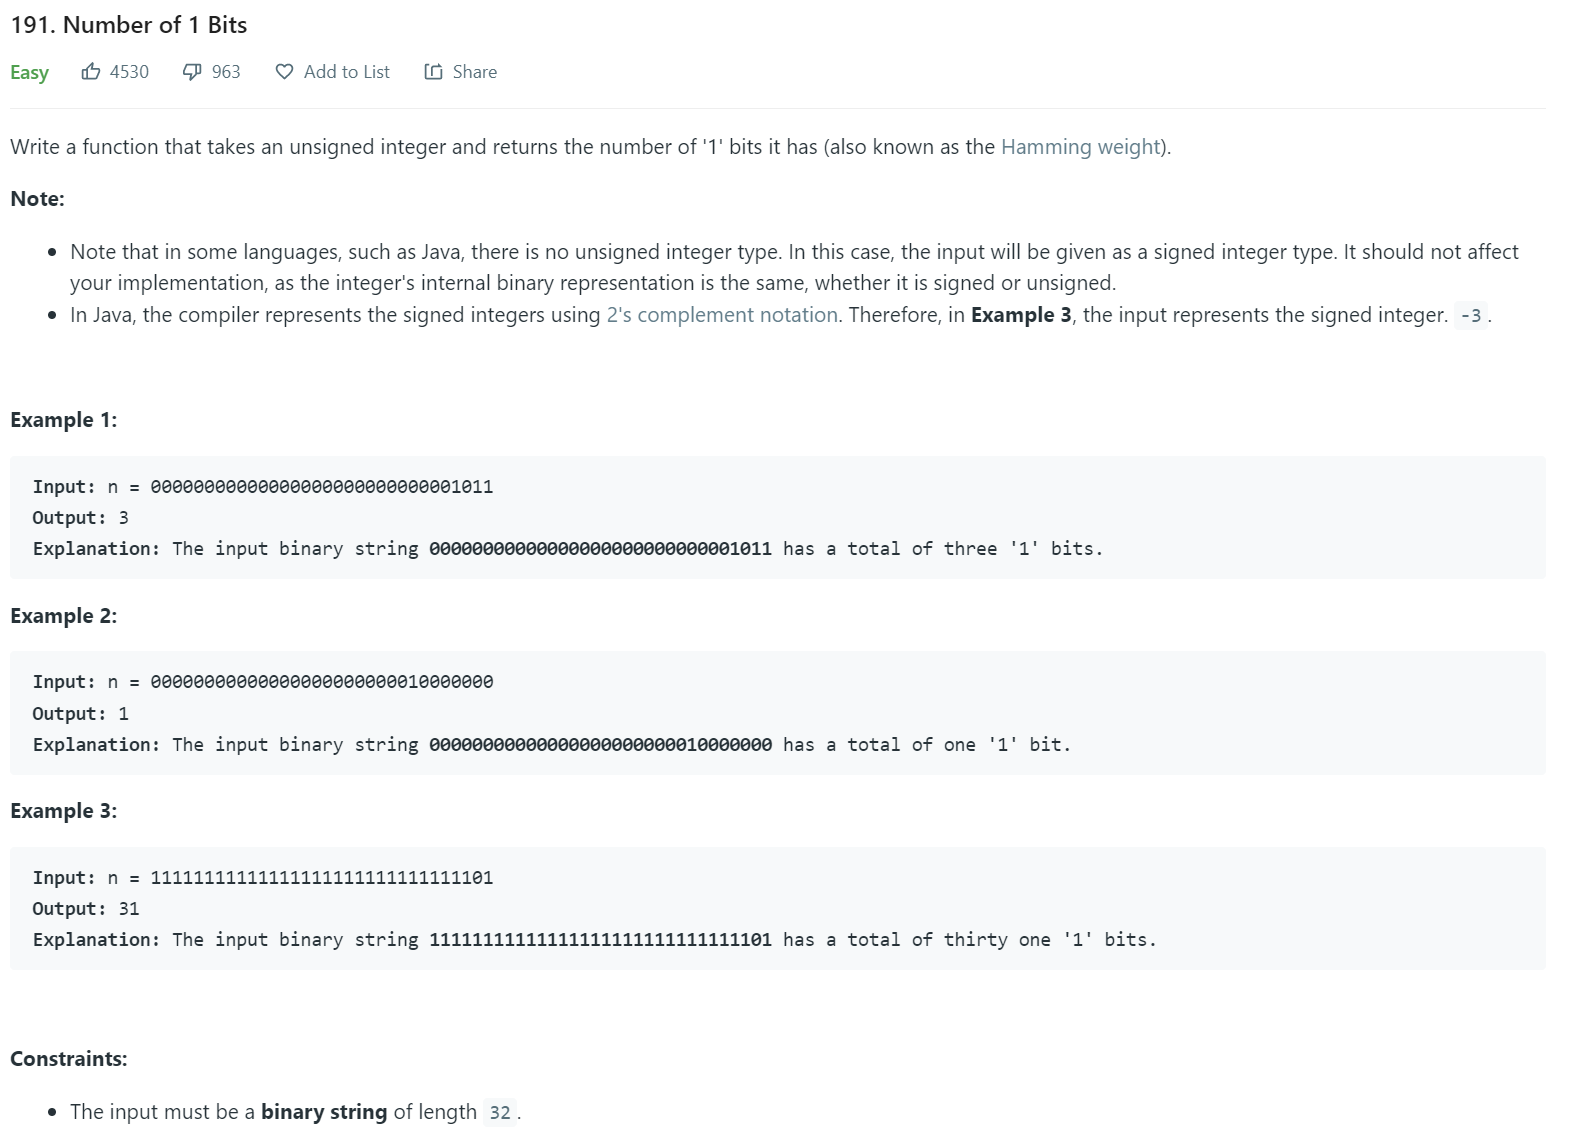 191. Number of 1 Bits
Easy 4530 963 Add to List Share
Write a function that takes an unsigned integer and returns the number of '1' bits it has (also known as the Hamming weight).
Note:
• Note that in some languages, such as Java, there is no unsigned integer type. In this case, the input will be given as a signed integer type. It should not affect
your implementation, as the integer's internal binary representation is the same, whether it is signed or unsigned.
• In Java, the compiler represents the signed integers using 2's complement notation. Therefore, in Example 3, the input represents the signed integer. -3.
Example 1:
Input: n = 00000000000000000000000000001011
Output: 3
Explanation: The input binary string 00000000000000000000000000001011 has a total of three '1' bits.
Example 2:
Input: n = 00000000000000000000000010000000
Output: 1
Explanation: The input binary string 00000000000000000000000010000000 has a total of one '1' bit.
Example 3:
Input: n = 11111111111111111111111111111101
Output: 31
Explanation: The input binary string 11111111111111111111111111111101 has a total of thirty one '1' bits.
Constraints:
• The input must be a binary string of length 32.